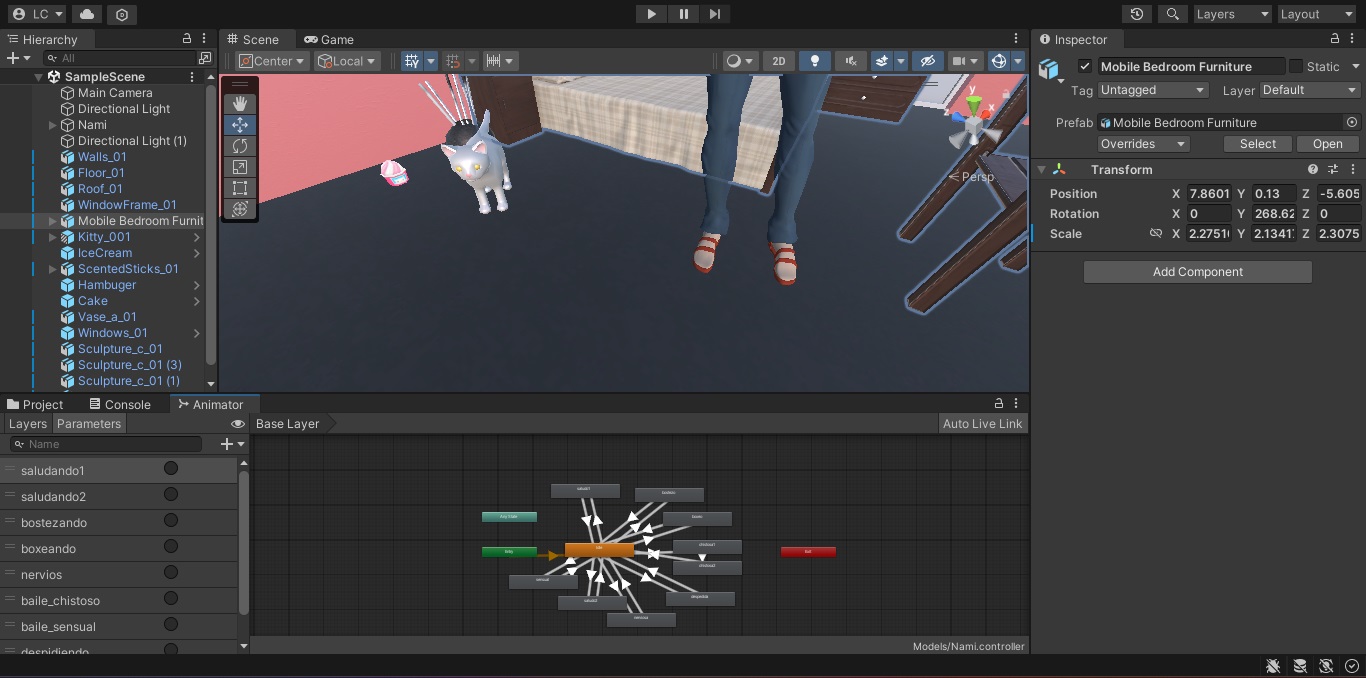 LC
Layers
Layout
Hierarchy
All
SampleScene
Main Camera
Directional Light
Nami
Directional Light (1)
Walls_01
Floor_01
Roof_01
WindowFrame_01
Mobile Bedroom Furnit
Kitty_001
IceCream
ScentedSticks_01
Hambuger
Cake
Vase_a_01
Windows_01
Sculpture_c_01
Sculpture_c_01 (3)
Sculpture_c_01 (1)
Scene
Game
Center
Local
2D
y
x
Persp
Inspector
Mobile Bedroom Furniture
Static
Tag Untagged
Layer Default
Prefab Mobile Bedroom Furniture
Overrides
Select
Open
Transform
Position X 7.8601 Y 0.13 Z -5.605
Rotation X 0 Y 268.62 Z 0
Scale X 2.2751 Y 2.1341 Z 2.3075
Add Component
Project
Console
Animator
Layers
Parameters
Base Layer
Auto Live Link
Name
saludando1
saludando2
bostezando
boxeando
nervios
baile_chistoso
baile_sensual
despidiendo
Any State
Entry
Exit
Models/Nami.controller